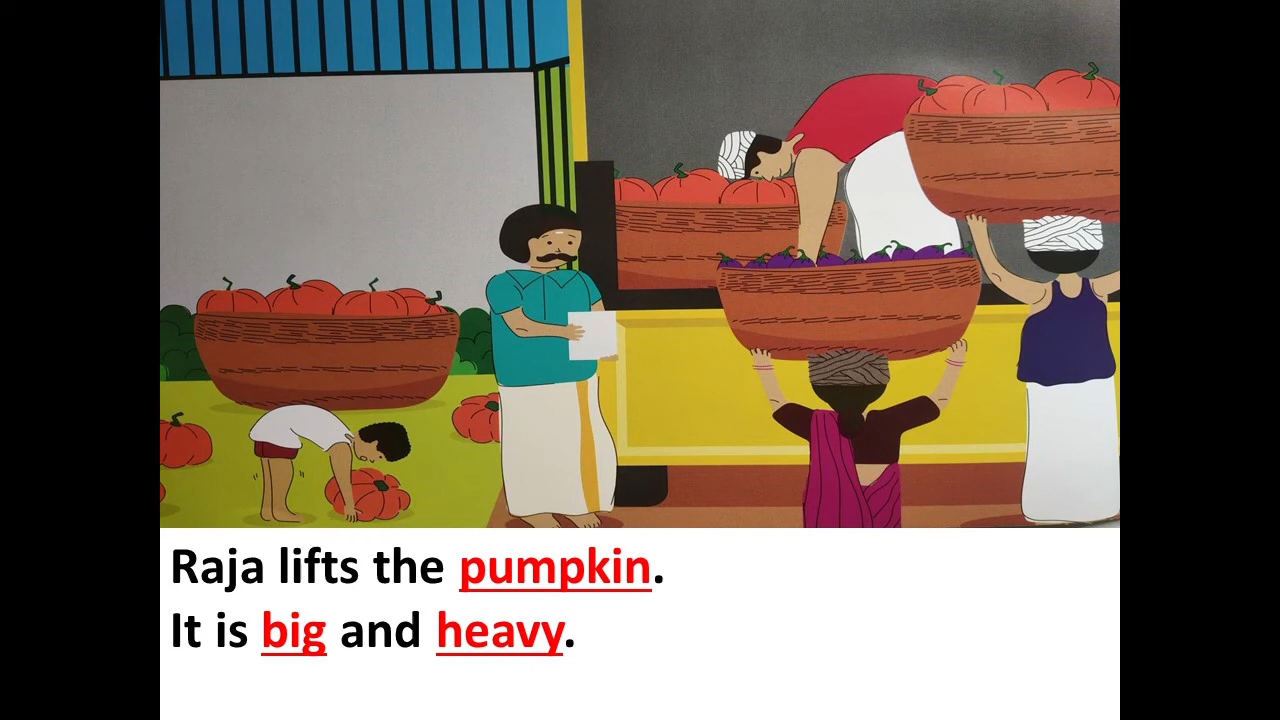 Raja lifts the pumpkin.
It is big and heavy.